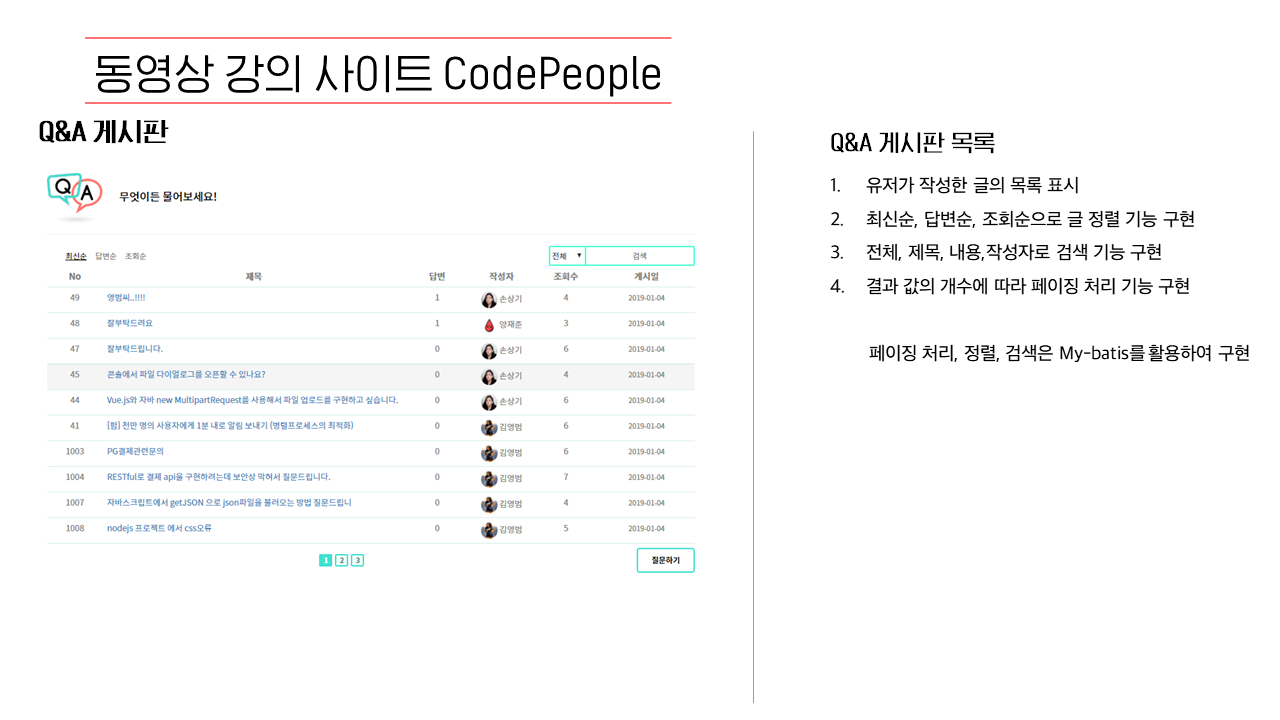 동영상 강의 사이트 CodePeople
Q&A 게시판
Q A
무엇이든 물어보세요!
최신순 답변순 조회순
전체 ▼ 검색
No 제목 답변 작성자 조회수 게시일
49 영범씨..!!!! 1 손상기 4 2019-01-04
48 잘부탁드려요 1 양재준 3 2019-01-04
47 잘부탁드립니다. 0 손상기 6 2019-01-04
45 콘솔에서 파일 다이얼로그를 오픈할 수 있나요? 0 손상기 4 2019-01-04
44 Vue.js와 자바 new MultipartRequest를 사용해서 파일 업로드를 구현하고 싶습니다. 0 손상기 6 2019-01-04
41 [펌] 천만 명의 사용자에게 1분 내로 알림 보내기 (병렬프로세스의 최적화) 0 김영범 6 2019-01-04
1003 PG결제관련문의 0 김영범 6 2019-01-04
1004 RESTful로 결제 api을 구현하려는데 보안상 막혀서 질문드립니다. 0 김영범 7 2019-01-04
1007 자바스크립트에서 getJSON 으로 json파일을 불러오는 방법 질문드립니 0 김영범 4 2019-01-04
1008 nodejs 프로젝트 에서 css오류 0 김영범 5 2019-01-04
1 2 3
질문하기
Q&A 게시판 목록
1. 유저가 작성한 글의 목록 표시
2. 최신순, 답변순, 조회순으로 글 정렬 기능 구현
3. 전체, 제목, 내용,작성자로 검색 기능 구현
4. 결과 값의 개수에 따라 페이징 처리 기능 구현
페이징 처리, 정렬, 검색은 My-batis를 활용하여 구현